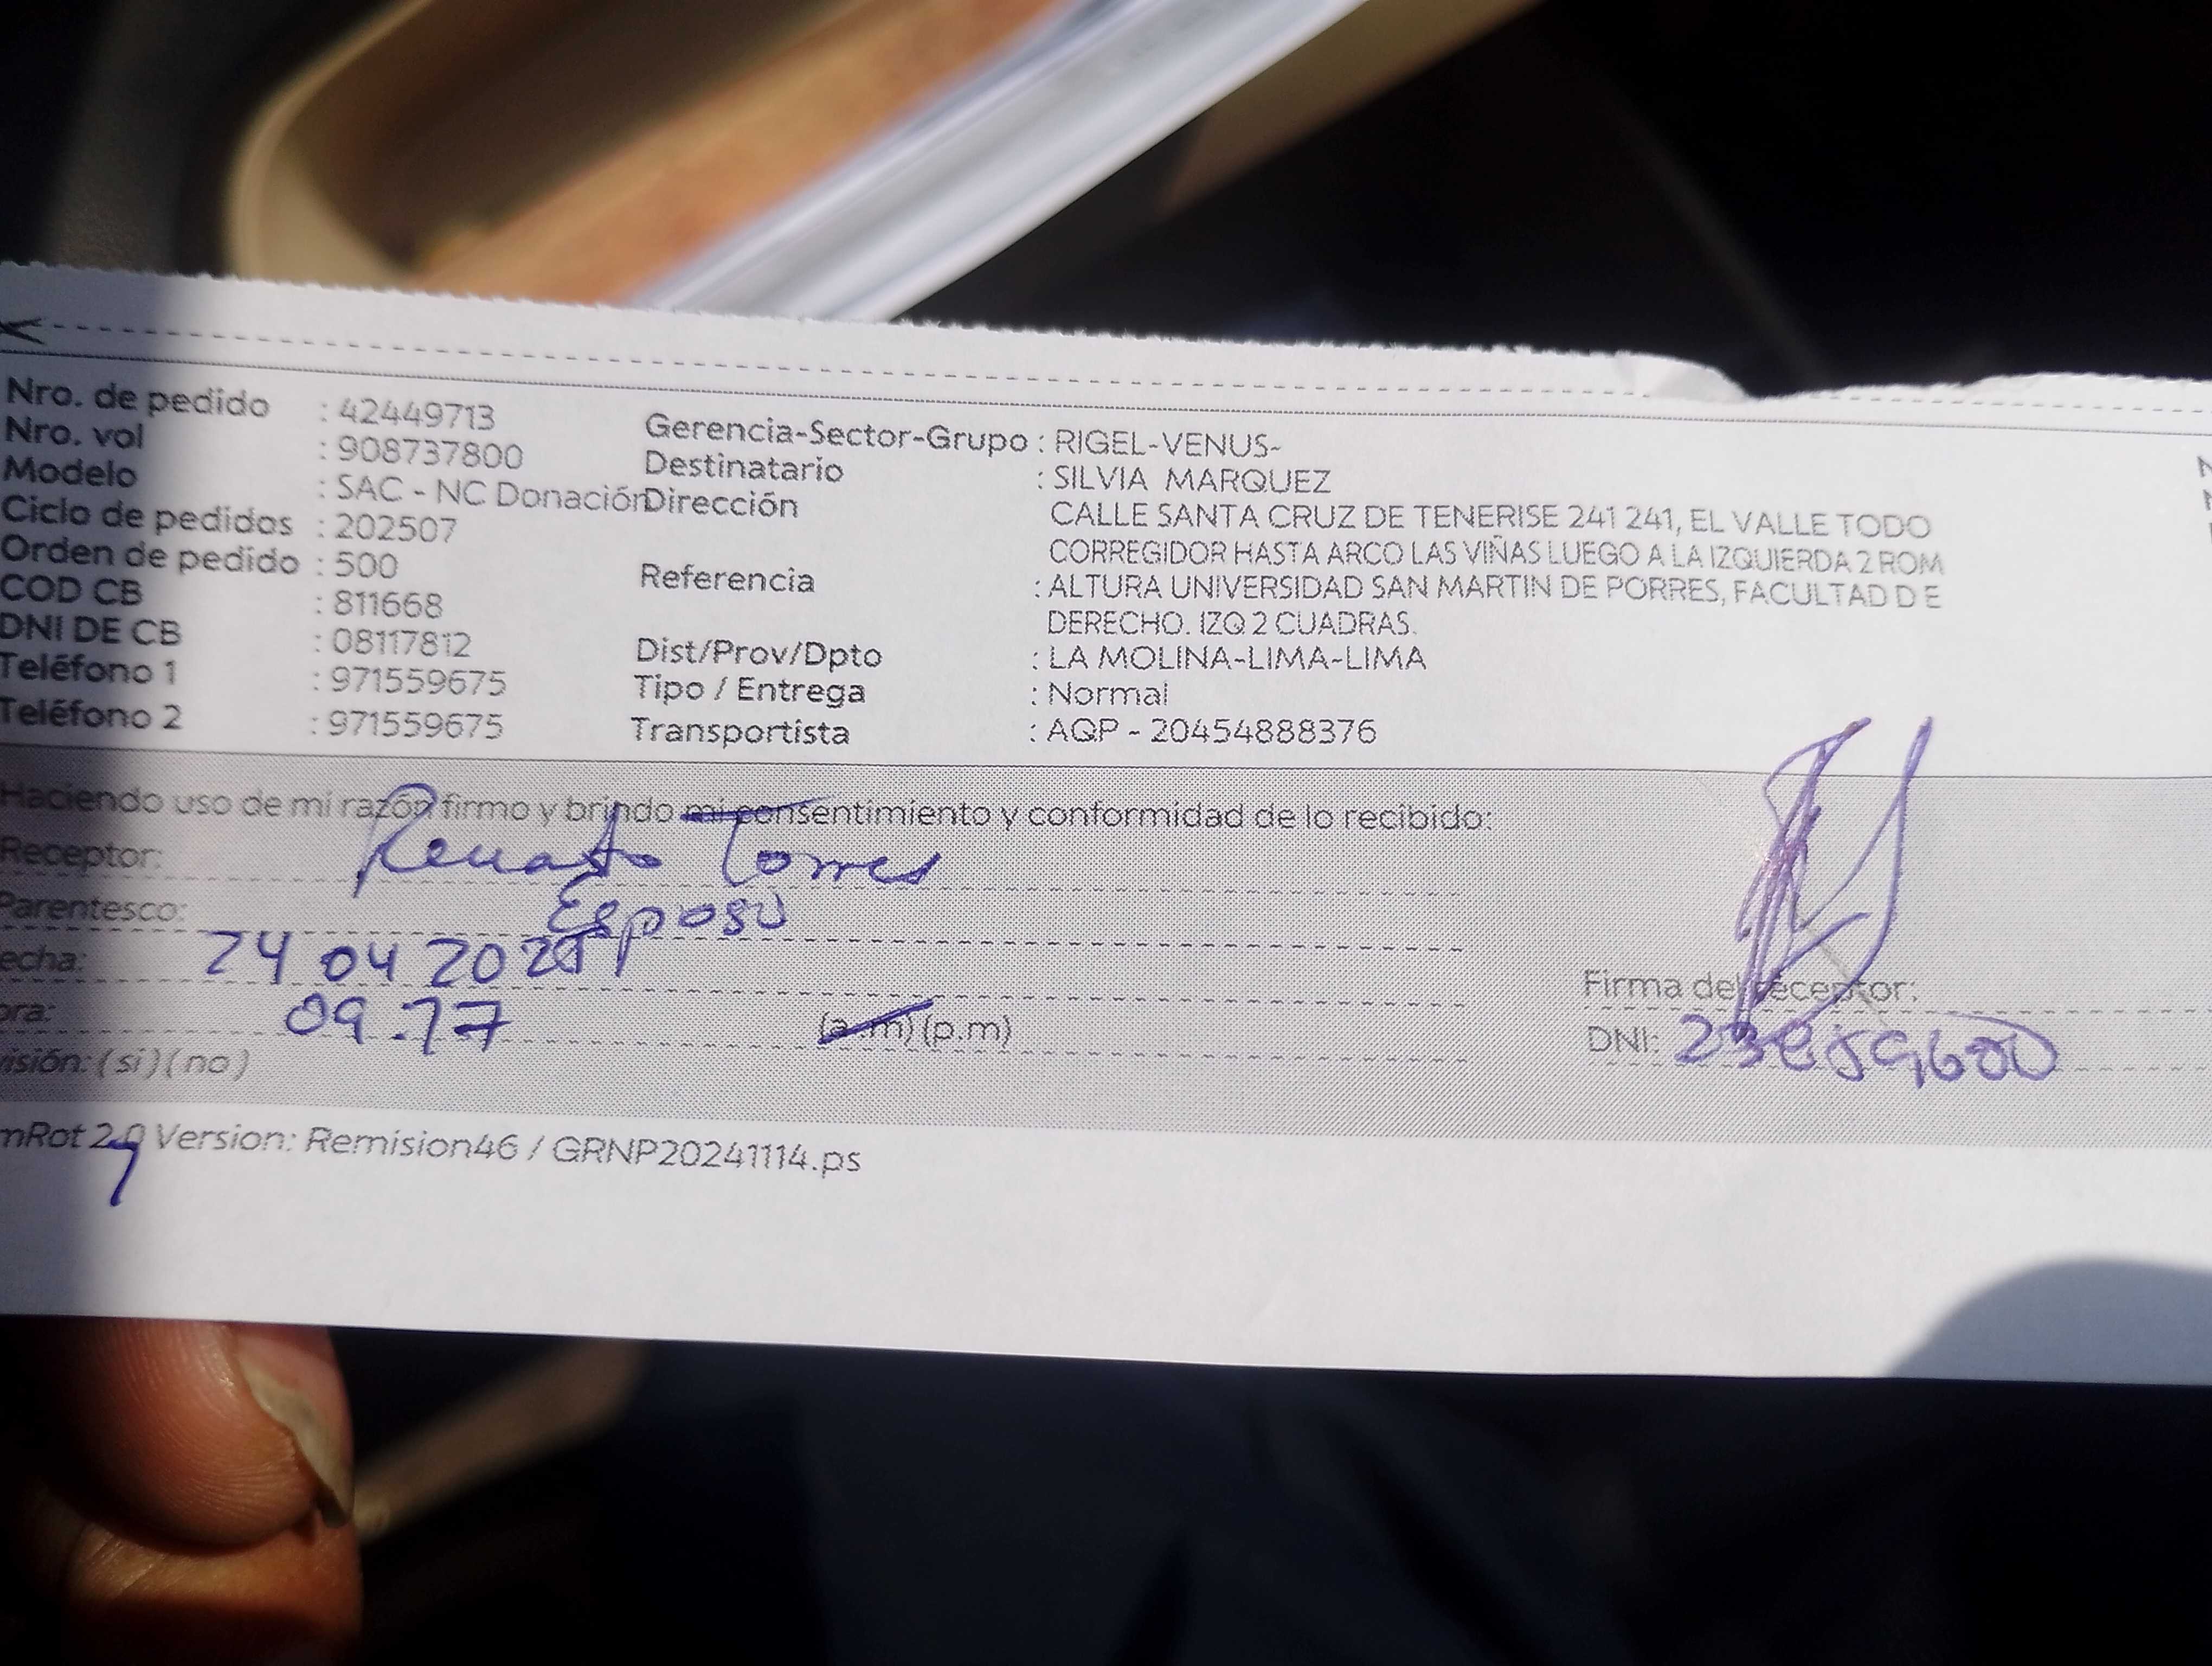 Nro. de pedido : 42449713
Nro. vol : 908737800
Modelo : SAC - NC Donación
Ciclo de pedidos : 202507
Orden de pedido : 500
COD CB : 811668
DNI DE CB : 08117812
Teléfono 1 : 971559675
Teléfono 2 : 971559675
Gerencia-Sector-Grupo : RIGEL-VENUS-
Destinatario : SILVIA MARQUEZ
Dirección CALLE SANTA CRUZ DE TENERISE 241 241, EL VALLE TODO
CORREGIDOR HASTA ARCO LAS VIÑAS LUEGO A LA IZQUIERDA 2 ROM
Referencia : ALTURA UNIVERSIDAD SAN MARTIN DE PORRES, FACULTAD D E
DERECHO. IZQ 2 CUADRAS.
Dist/Prov/Dpto : LA MOLINA-LIMA-LIMA
Tipo / Entrega : Normal
Transportista : AQP - 20454888376
Haciendo uso de mi razón firmo y brindo mi consentimiento y conformidad de lo recibido:
Receptor: Renato Torres
Parentesco: Esposo
echa: 24 04
ora: (a.m) (p.m)
visión: (si) (no)
Firma del receptor:
DNI:
mRot 2.0 Version: Remision46 / GRNP20241114.ps